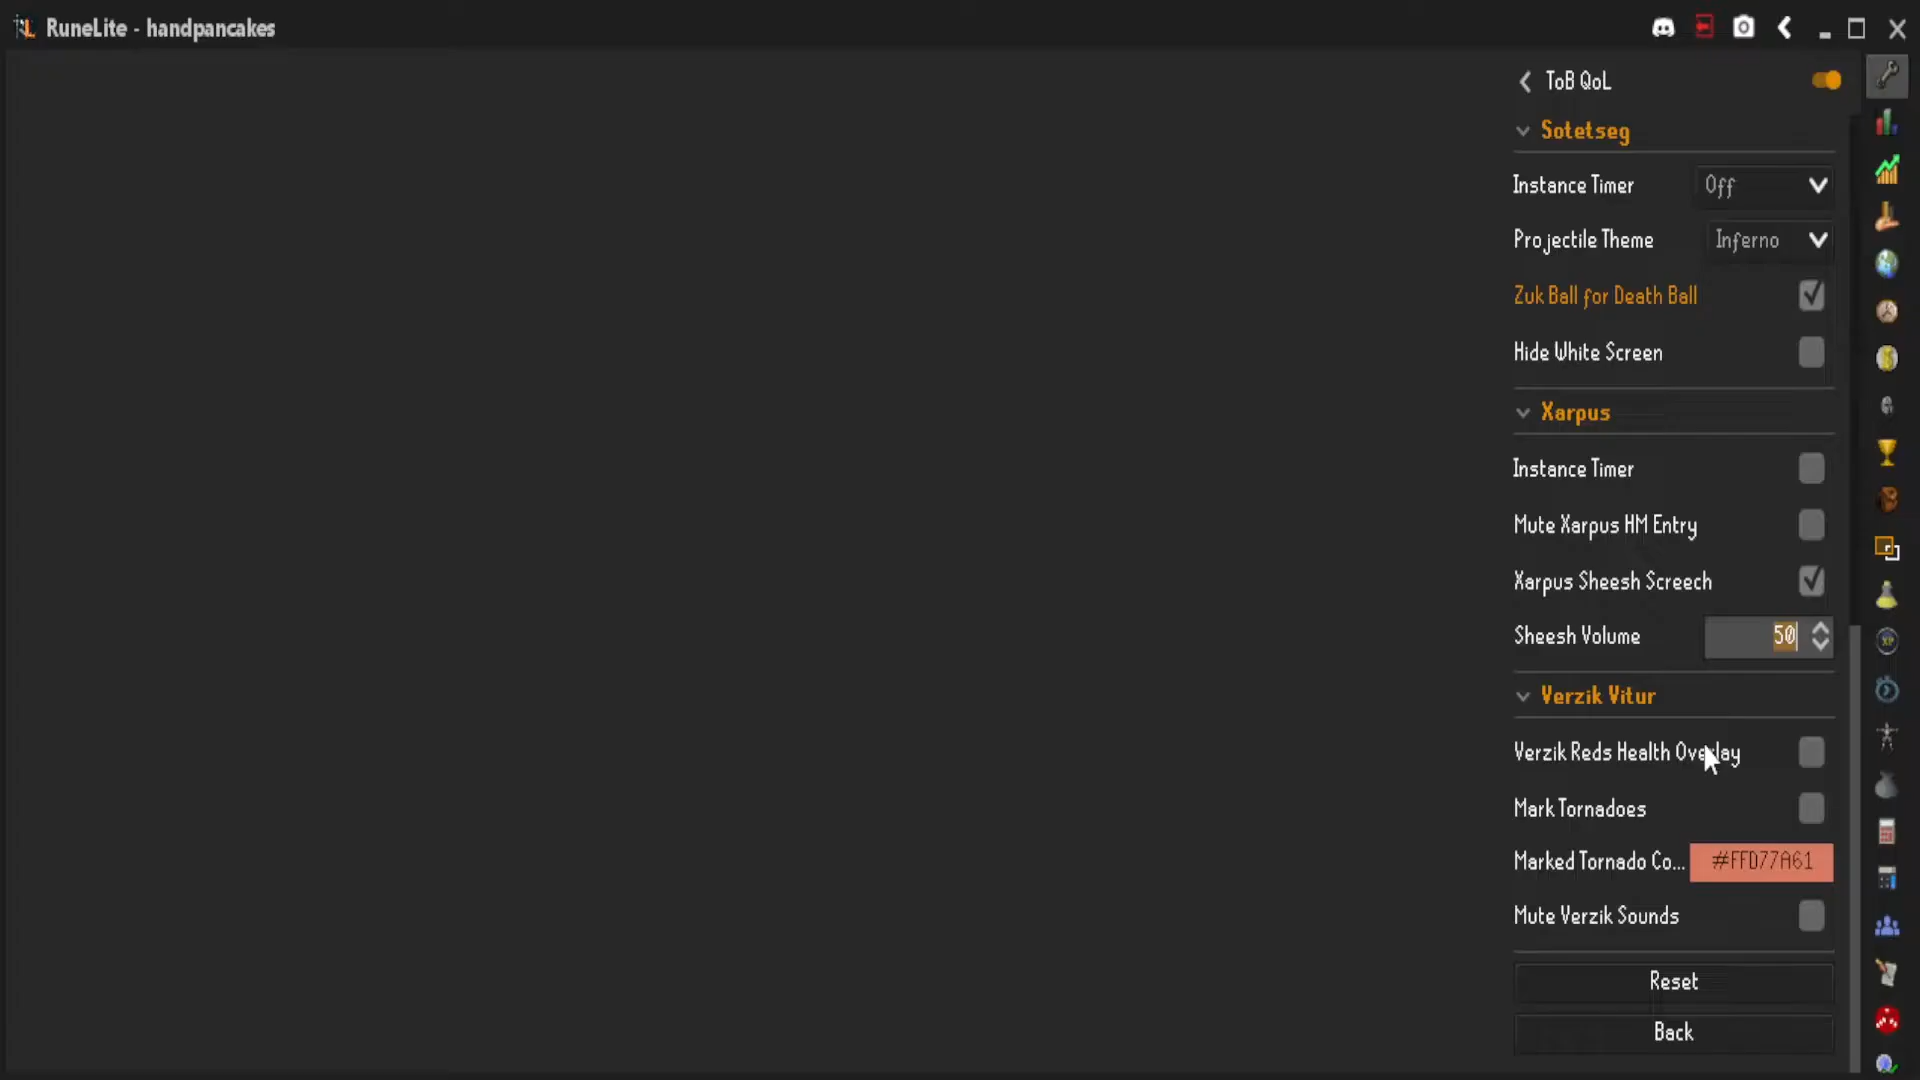 RuneLite - handpancakes
ToB QoL
Sotetseg
Instance Timer Off
Projectile Theme Inferno
Zuk Ball for Death Ball
Hide White Screen
Xarpus
Instance Timer
Mute Xarpus HM Entry
Xarpus Sheesh Screech
Sheesh Volume 50
Verzik Vitur
Verzik Reds Health Overlay
Mark Tornadoes
Marked Tornado Co... #FFD77A61
Mute Verzik Sounds
Reset
Back